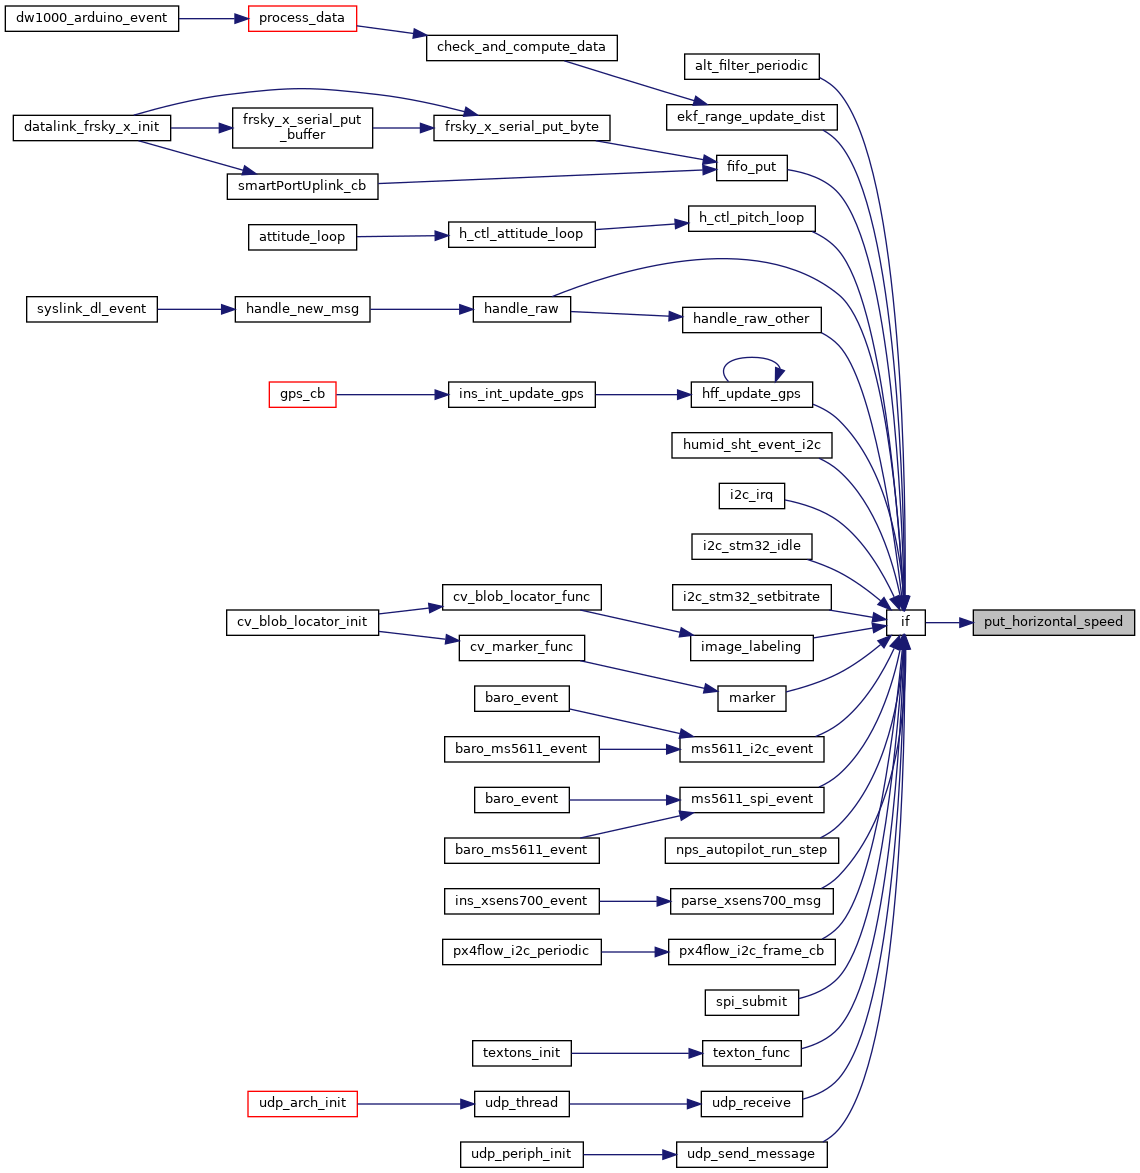 dw1000_arduino_event
process_data
check_and_compute_data
alt_filter_periodic
ekf_range_update_dist
datalink_frsky_x_init
frsky_x_serial_put
_buffer
frsky_x_serial_put_byte
fifo_put
smartPortUplink_cb
h_ctl_pitch_loop
attitude_loop
h_ctl_attitude_loop
syslink_dl_event
handle_new_msg
handle_raw
handle_raw_other
gps_cb
ins_int_update_gps
hff_update_gps
humid_sht_event_i2c
i2c_irq
i2c_stm32_idle
cv_blob_locator_func
i2c_stm32_setbitrate
cv_blob_locator_init
if
put_horizontal_speed
cv_marker_func
image_labeling
baro_event
marker
baro_ms5611_event
ms5611_i2c_event
baro_event
ms5611_spi_event
baro_ms5611_event
nps_autopilot_run_step
ins_xsens700_event
parse_xsens700_msg
px4flow_i2c_periodic
px4flow_i2c_frame_cb
spi_submit
textons_init
texton_func
udp_arch_init
udp_thread
udp_receive
udp_periph_init
udp_send_message